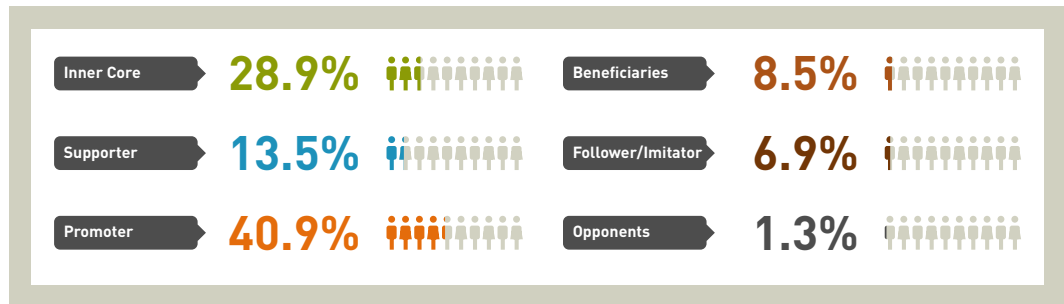 Inner Core 28.9%
Beneficiaries 8.5%
Supporter 13.5%
Follower/Imitator 6.9%
Promoter 40.9%
Opponents 1.3%